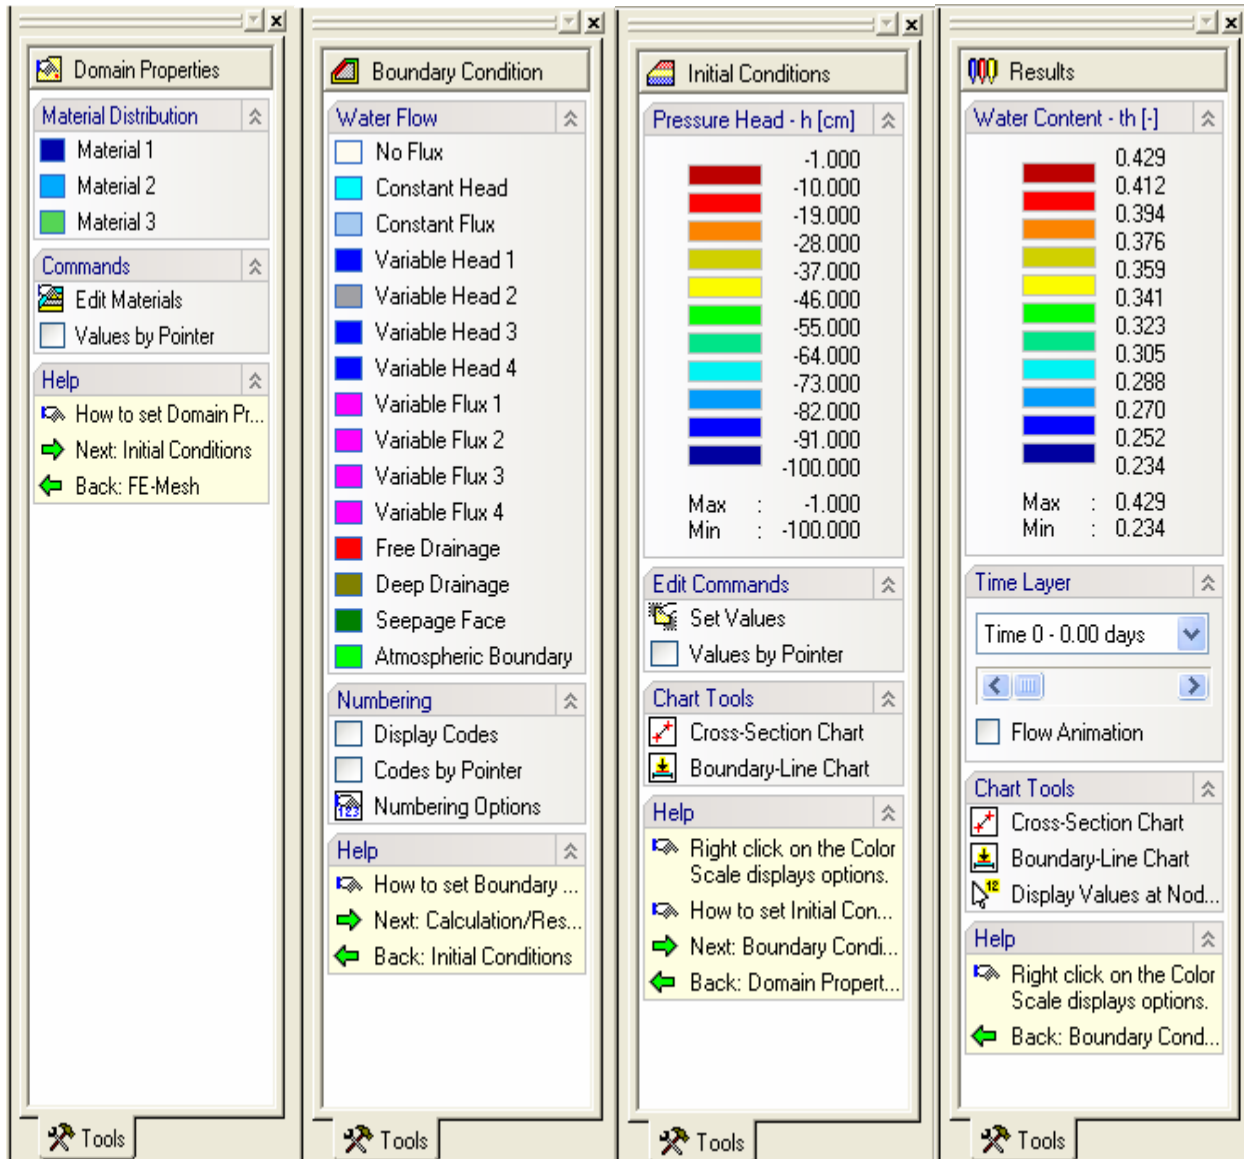 Domain Properties
Material Distribution
Material 1
Material 2
Material 3
Commands
Edit Materials
Values by Pointer
Help
How to set Domain Pr...
Next: Initial Conditions
Back: FE-Mesh
Tools
Boundary Condition
Water Flow
No Flux
Constant Head
Constant Flux
Variable Head 1
Variable Head 2
Variable Head 3
Variable Head 4
Variable Flux 1
Variable Flux 2
Variable Flux 3
Variable Flux 4
Free Drainage
Deep Drainage
Seepage Face
Atmospheric Boundary
Numbering
Display Codes
Codes by Pointer
123 Numbering Options
Help
How to set Boundary ...
Next: Calculation/Res...
Back: Initial Conditions
Tools
Initial Conditions
Pressure Head - h [cm]
-1.000
-10.000
-19.000
-28.000
-37.000
-46.000
-55.000
-64.000
-73.000
-82.000
-91.000
-100.000
Max : -1.000
Min : -100.000
Edit Commands
Set Values
Values by Pointer
Chart Tools
Cross-Section Chart
Boundary-Line Chart
Help
Right click on the Color
Scale displays options.
How to set Initial Con...
Next: Boundary Condi...
Back: Domain Propert...
Tools
Results
Water Content - th [-]
0.429
0.412
0.394
0.376
0.359
0.341
0.323
0.305
0.288
0.270
0.252
0.234
Max : 0.429
Min : 0.234
Time Layer
Time 0 - 0.00 days
Flow Animation
Chart Tools
Cross-Section Chart
Boundary-Line Chart
12 Display Values at Nod...
Help
Right click on the Color
Scale displays options.
Back: Boundary Cond...
Tools